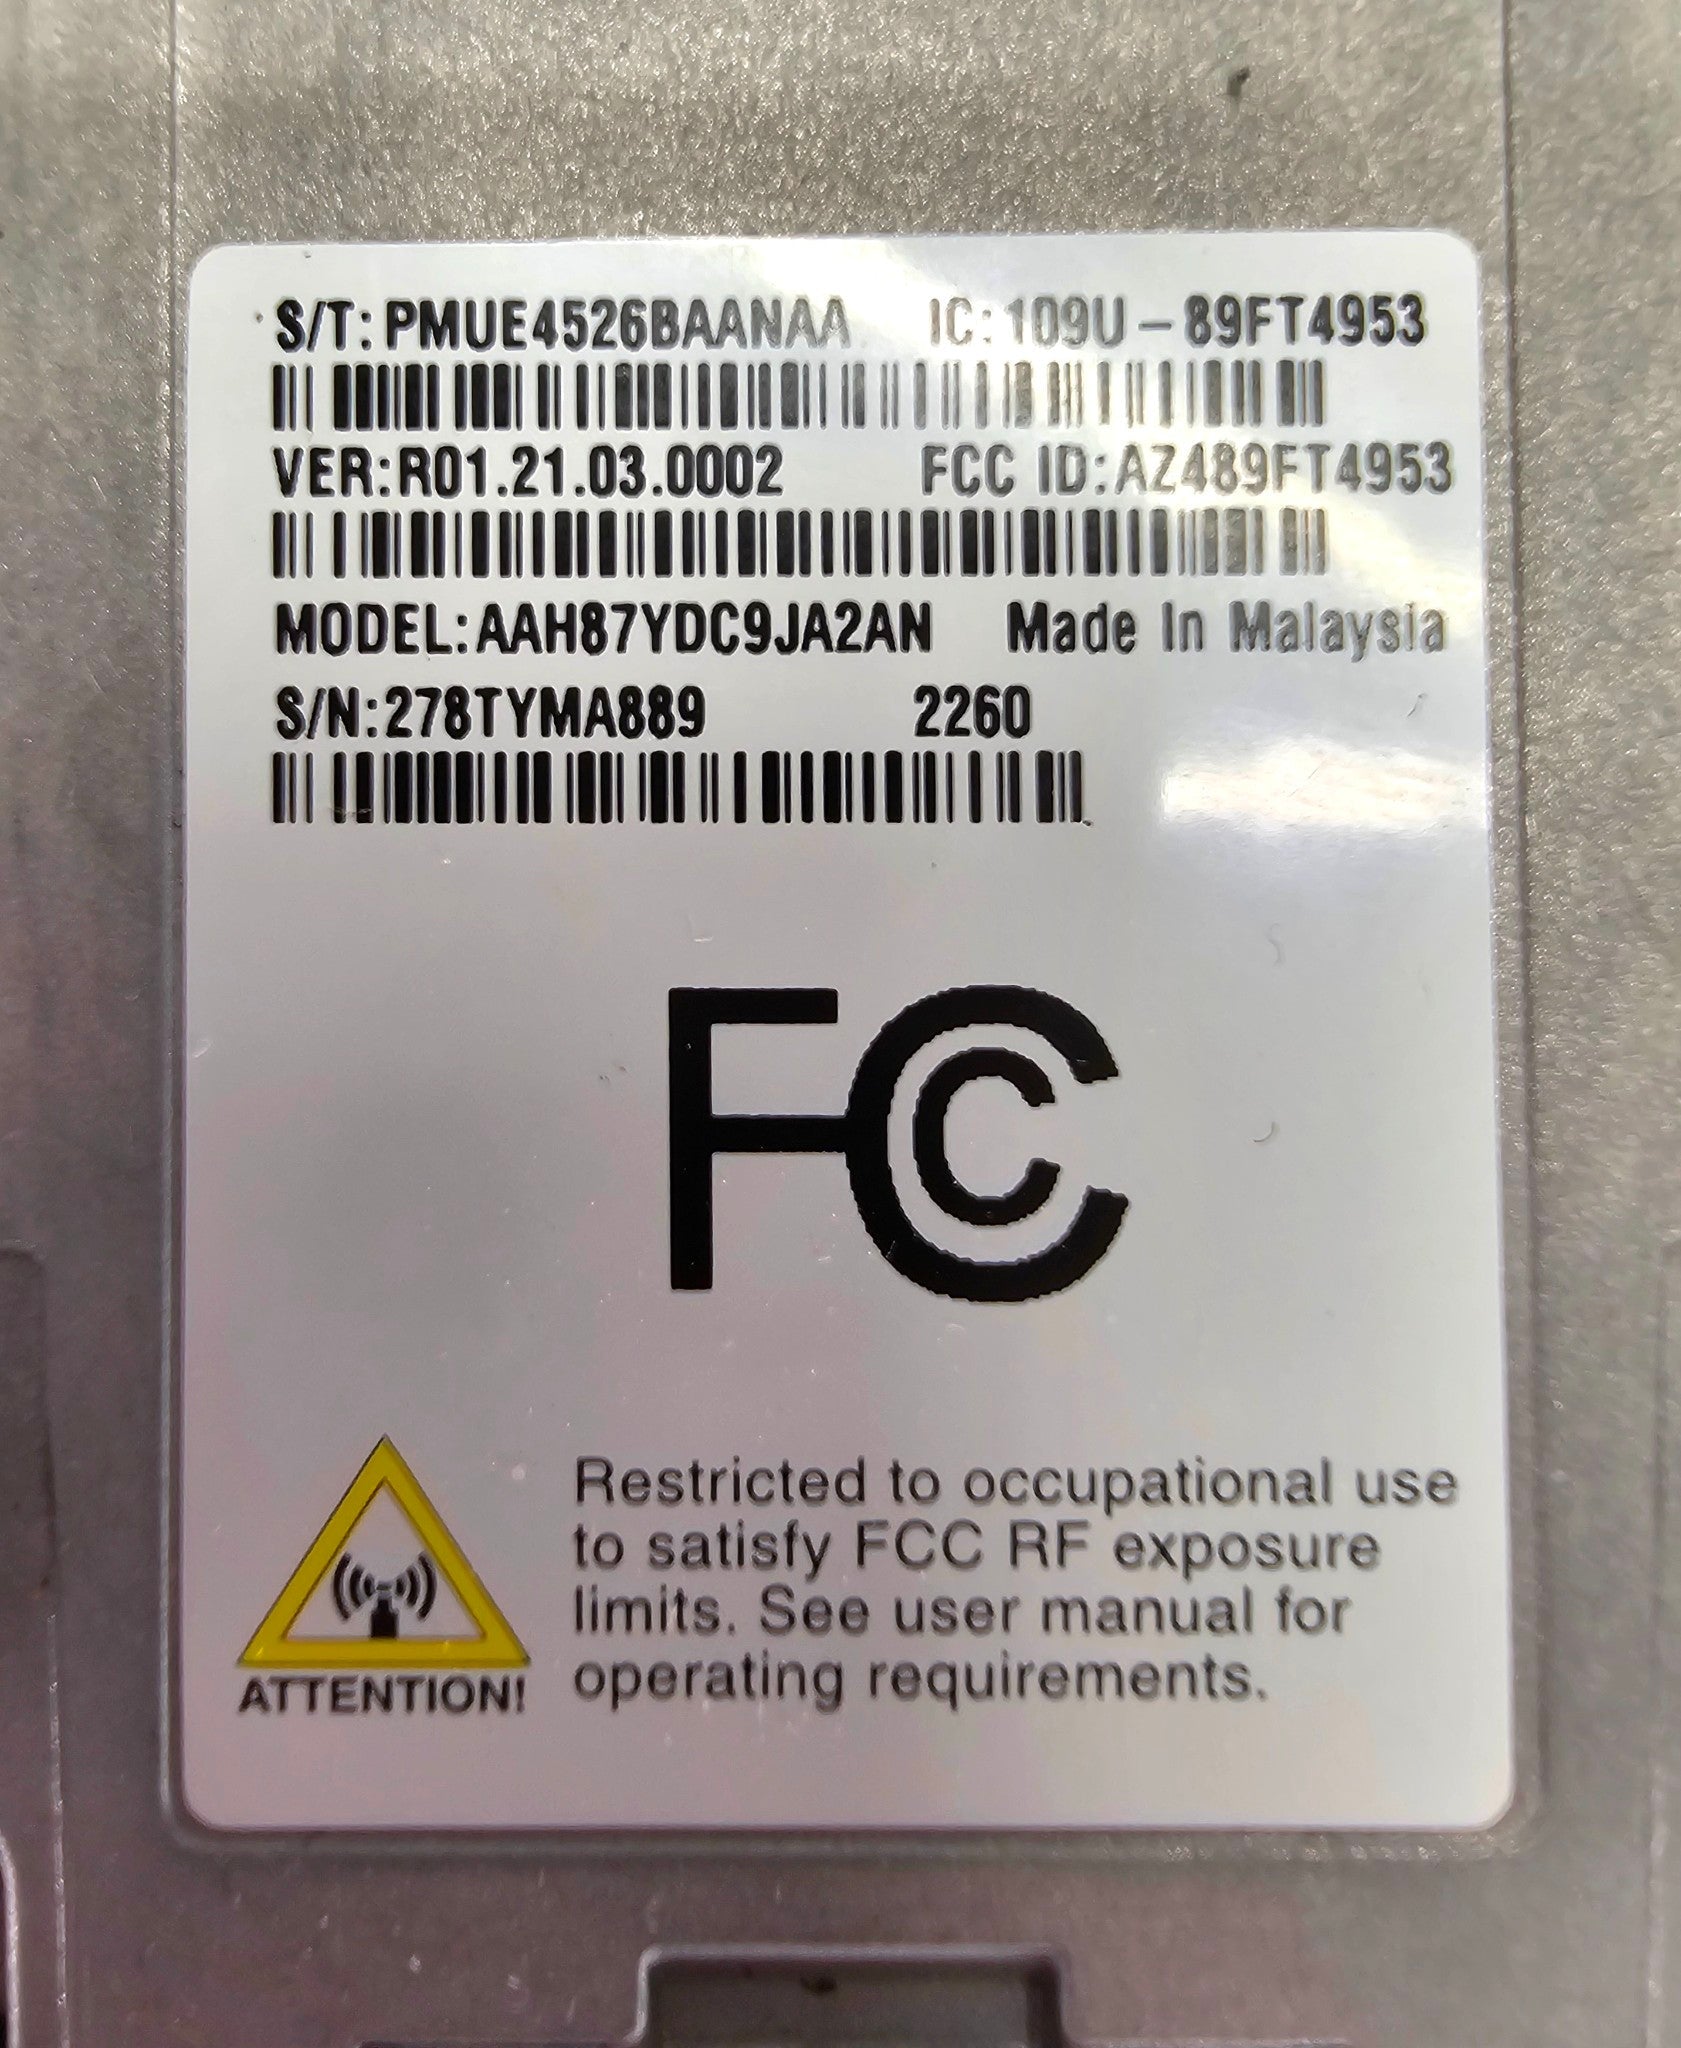 S/T: PMUE4526BAANAA IC: 109U-89FT4953
VER:R01.21.03.0002 FCC ID:AZ489FT4953
MODEL:AAH87YDC9JA2AN Made In Malaysia
S/N:278TYMA889 2260
FCC
Restricted to occupational use
to satisfy FCC RF exposure
limits. See user manual for
operating requirements.
ATTENTION!